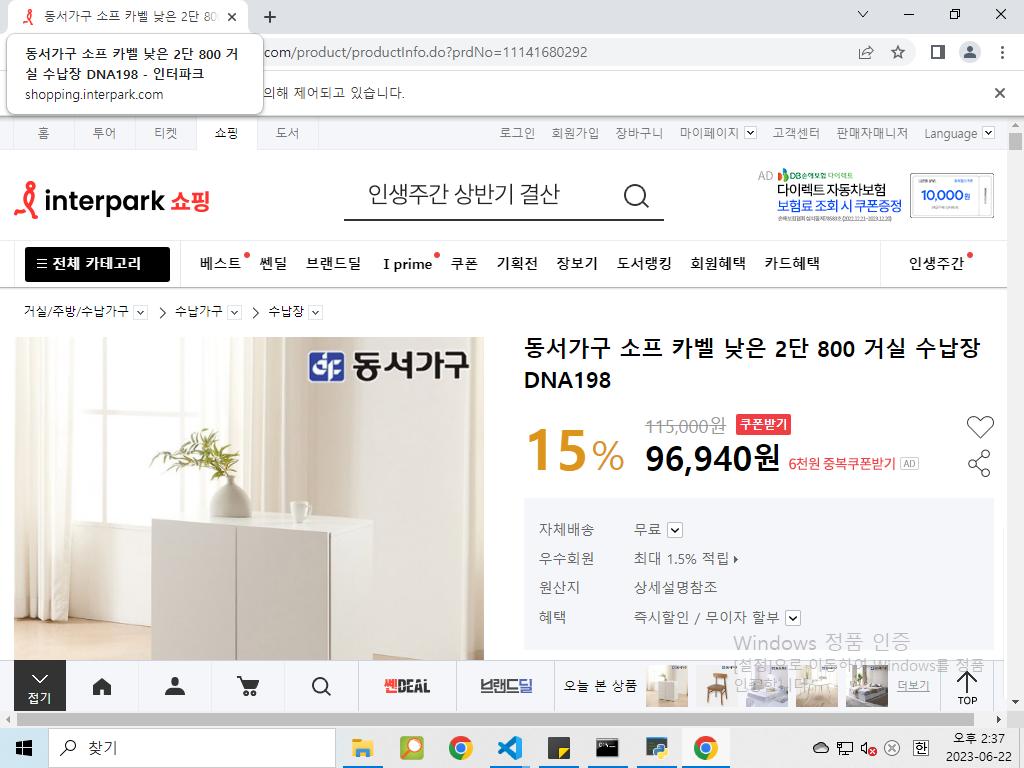 동서가구 소프 카벨 낮은 2단 80
동서가구 소프 카벨 낮은 2단 800 거
실 수납장 DNA198 - 인터파크
shopping.interpark.com
com/product/productInfo.do?prdNo=11141680292
의해 제어되고 있습니다.
홈 투어 티켓 쇼핑 도서 로그인 회원가입 장바구니 마이페이지 고객센터 판매자매니저 Language
interpark 쇼핑
인생주간 상반기 결산
AD DB손해보험 다이렉트
다이렉트 자동차보험
보험료 조회 시 쿠폰증정
10,000원
전체 카테고리 베스트 쎈딜 브랜드딜 I prime 쿠폰 기획전 장보기 도서랭킹 회원혜택 카드혜택 인생주간
거실/주방/수납가구 수납가구 수납장
동서가구
동서가구 소프 카벨 낮은 2단 800 거실 수납장
DNA198
15% 115,000원 쿠폰받기
96,940원 6천원 중복쿠폰받기 AD
자체배송 무료
우수회원 최대 1.5% 적립
원산지 상세설명참조
혜택 즉시할인 / 무이자 할부
Windows 정품 인증
[설정]으로 이동하여 Windows를 정품
인증합니다.
접기
쎈DEAL
브랜드딜
오늘 본 상품
더보기
TOP
찾기
한
오후 2:37
2023-06-22